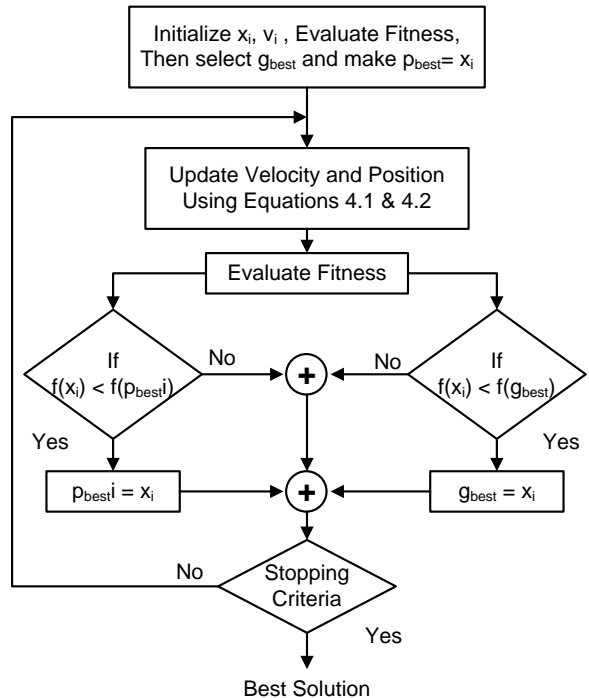 Initialize xᵢ, vᵢ , Evaluate Fitness,
Then select g_best and make p_best= xᵢ
Update Velocity and Position
Using Equations 4.1 & 4.2
Evaluate Fitness
If
f(xᵢ) < f(p_besti)
No
Yes
+
No
If
f(xᵢ) < f(g_best)
Yes
p_besti = xᵢ
+
g_best = xᵢ
No
Stopping
Criteria
Yes
Best Solution